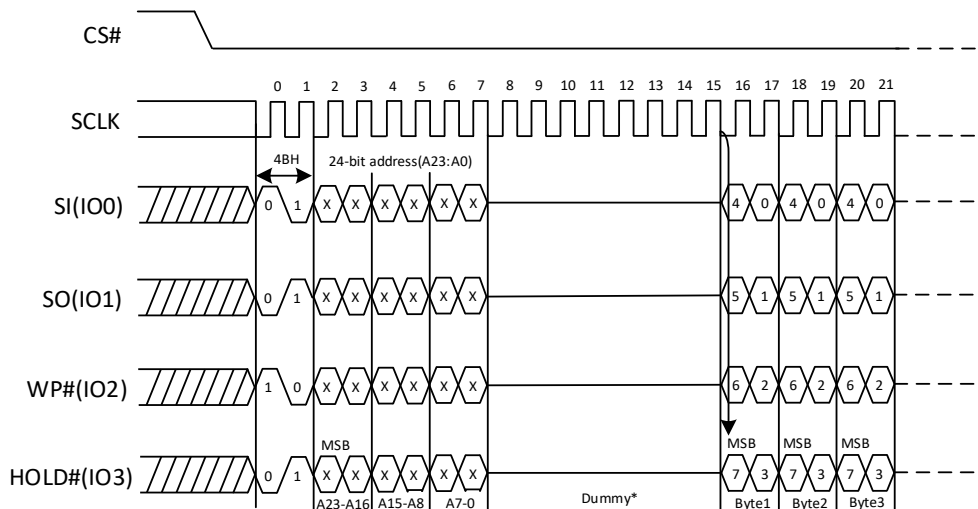 CS#
0 1 2 3 4 5 6 7 8 9 10 11 12 13 14 15 16 17 18 19 20 21
SCLK
4BH 24-bit address(A23:A0)
SI(IO0) 0 1 X X X X X X 4 0 4 0 4 0
SO(IO1) 0 1 X X X X X X 5 1 5 1 5 1
WP#(IO2) 1 0 X X X X X X 6 2 6 2 6 2
MSB MSB MSB MSB
HOLD#(IO3) 0 1 X X X X X X 7 3 7 3 7 3
A23-A16 A15-A8 A7-0 Dummy* Byte1 Byte2 Byte3